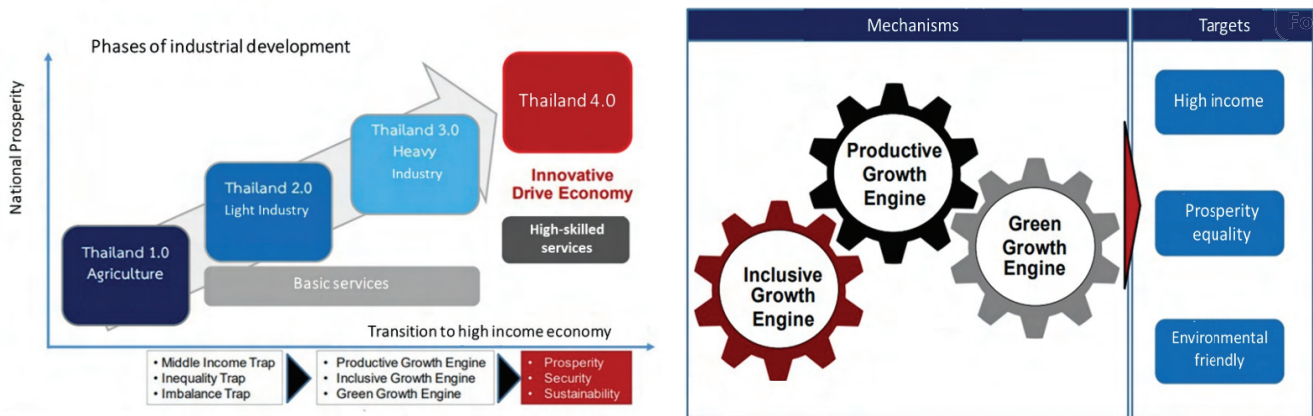 Phases of industrial development
National Prosperity
Thailand 1.0
Agriculture
Thailand 2.0
Light Industry
Thailand 3.0
Heavy
Industry
Thailand 4.0
Innovative
Drive Economy
High-skilled
services
Basic services
Transition to high income economy
• Middle Income Trap
• Inequality Trap
• Imbalance Trap
• Productive Growth Engine
• Inclusive Growth Engine
• Green Growth Engine
• Prosperity
• Security
• Sustainability
Mechanisms
Productive
Growth
Engine
Inclusive
Growth
Engine
Green
Growth
Engine
Targets
High income
Prosperity
equality
Environmental
friendly